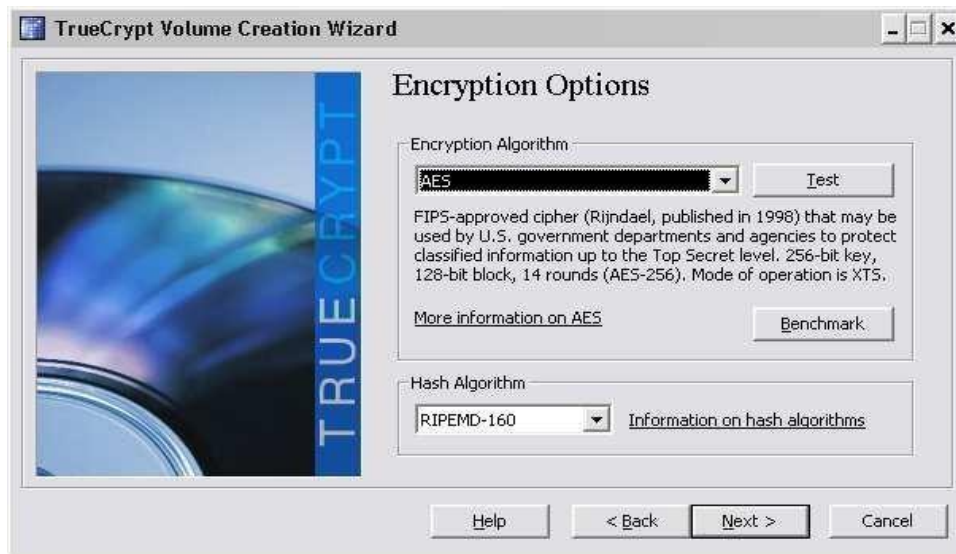 TrueCrypt Volume Creation Wizard
TRUECRYPT
Encryption Options
Encryption Algorithm
AES
Test
FIPS-approved cipher (Rijndael, published in 1998) that may be
used by U.S. government departments and agencies to protect
classified information up to the Top Secret level. 256-bit key,
128-bit block, 14 rounds (AES-256). Mode of operation is XTS.
More information on AES
Benchmark
Hash Algorithm
RIPEMD-160
Information on hash algorithms
Help
< Back
Next >
Cancel